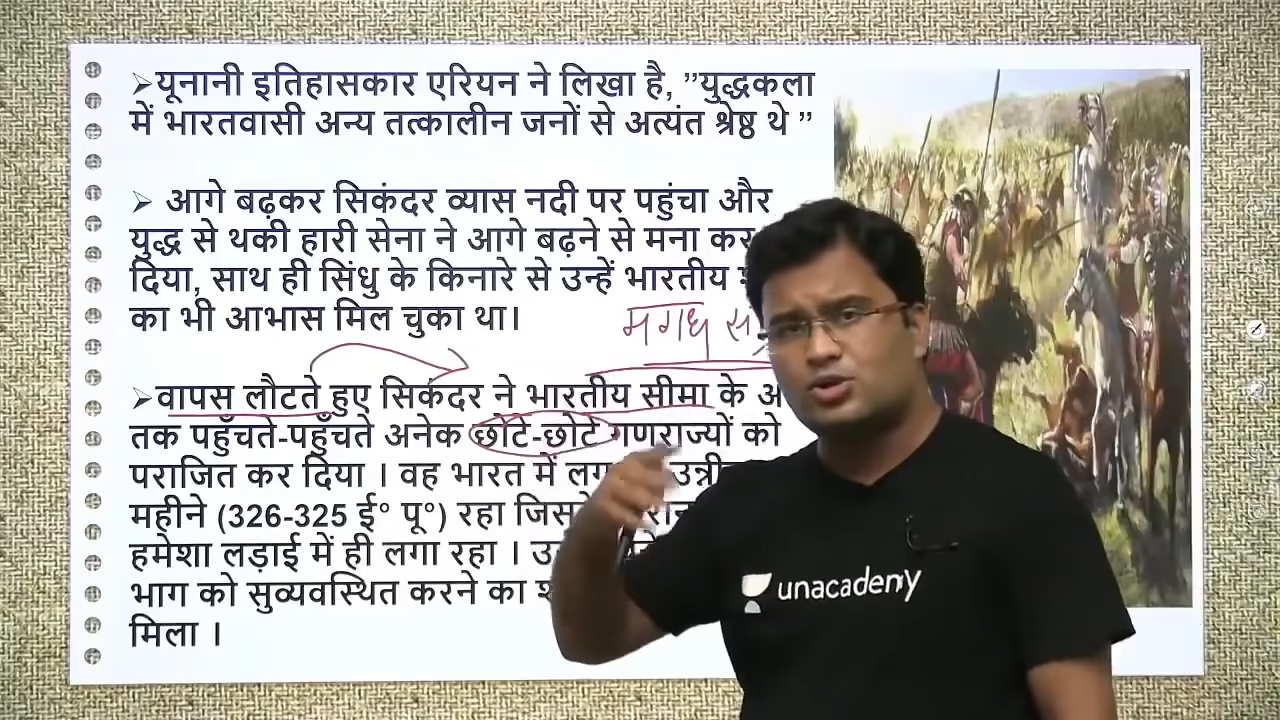 ➢यूनानी इतिहासकार एरियन ने लिखा है, ”युद्धकला
में भारतवासी अन्य तत्कालीन जनों से अत्यंत श्रेष्ठ थे ”
➢ आगे बढ़कर सिकंदर व्यास नदी पर पहुंचा और
युद्ध से थकी हारी सेना ने आगे बढ़ने से मना कर
दिया, साथ ही सिंधु के किनारे से उन्हें भारतीय
का भी आभास मिल चुका था।
मगध
➢वापस लौटते हुए सिकंदर ने भारतीय सीमा के
तक पहुँचते-पहुँचते अनेक छोटे-छोटे गणराज्यों को
पराजित कर दिया । वह भारत में
महीने (326-325 ई° पू°) रहा
हमेशा लड़ाई में ही लगा रहा ।
भाग को सुव्यवस्थित करने का
मिला ।
unacademy